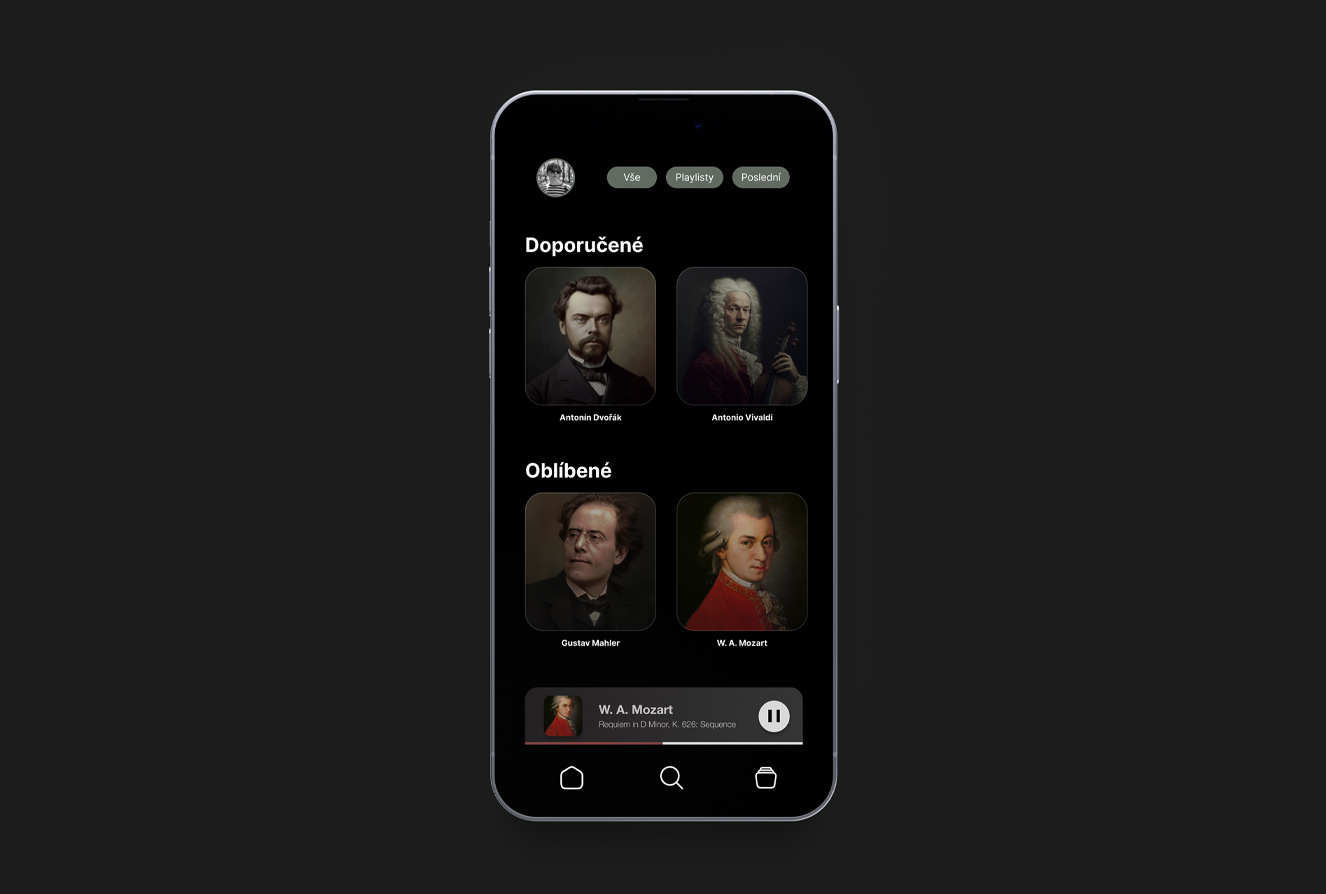 Vše Playlisty Poslední
Doporučené
Antonín Dvořák Antonio Vivaldi
Oblíbené
Gustav Mahler W. A. Mozart
W. A. Mozart
Requiem in D Minor, K. 626: Sequence